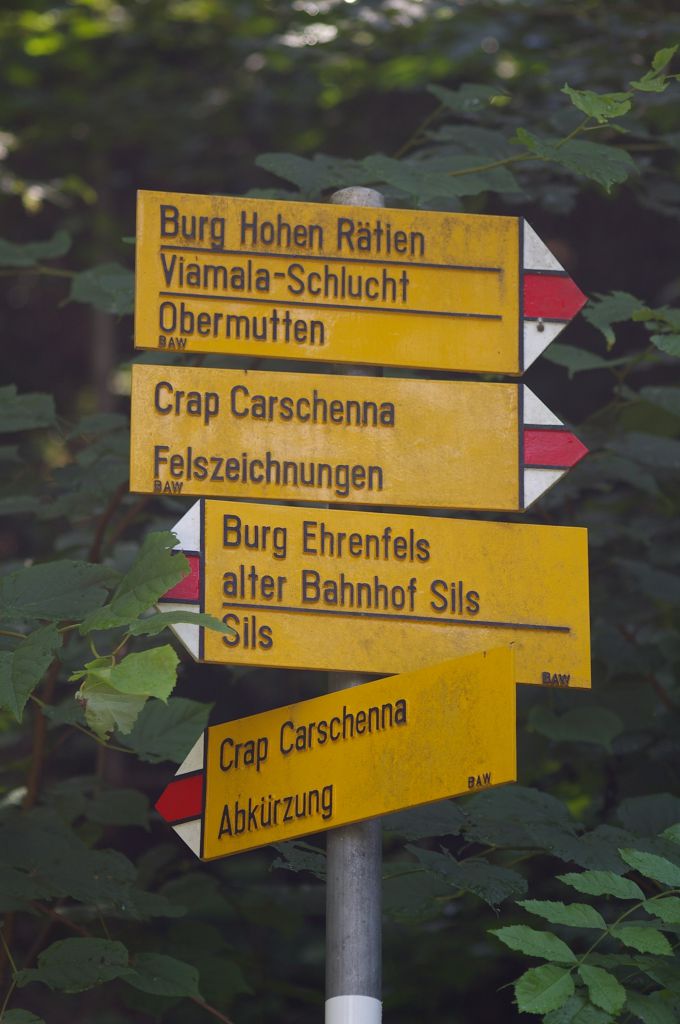 Burg Hohen Rätien
Viamala-Schlucht
Obermutten
BAW
Crap Carschenna
Felszeichnungen
BAW
Burg Ehrenfels
alter Bahnhof Sils
Sils
BAW
Crap Carschenna
Abkürzung
BAW